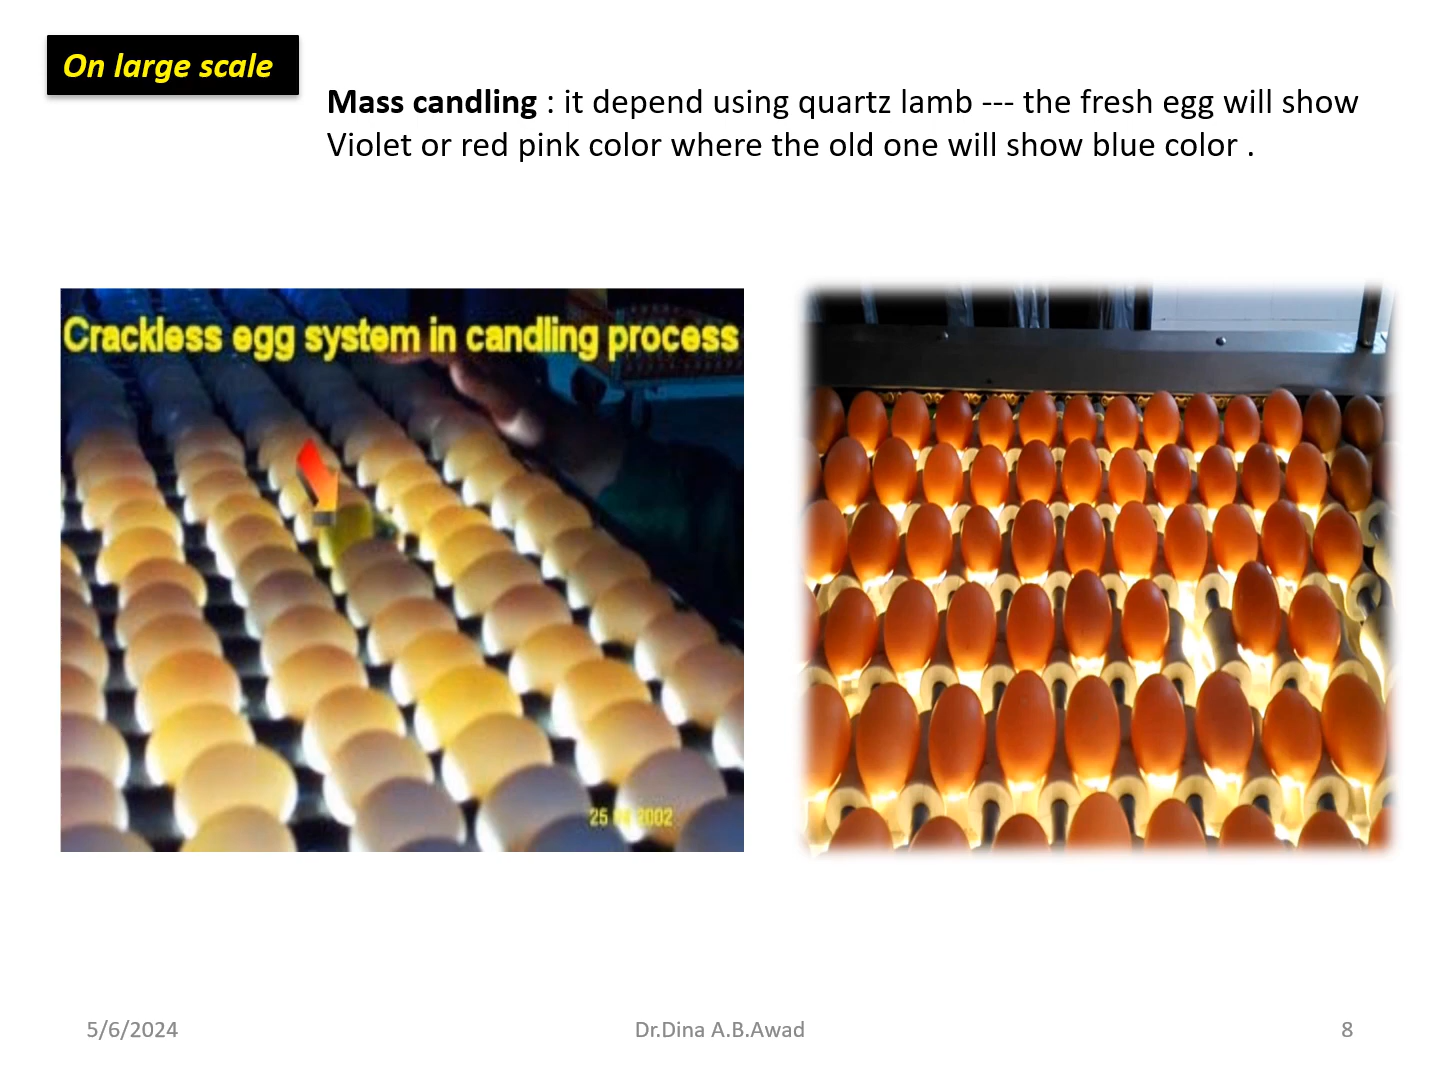 On large scale
Mass candling : it depend using quartz lamb --- the fresh egg will show
Violet or red pink color where the old one will show blue color .
Crackless egg system in candling process
25 2002
5/6/2024
Dr.Dina A.B.Awad
8